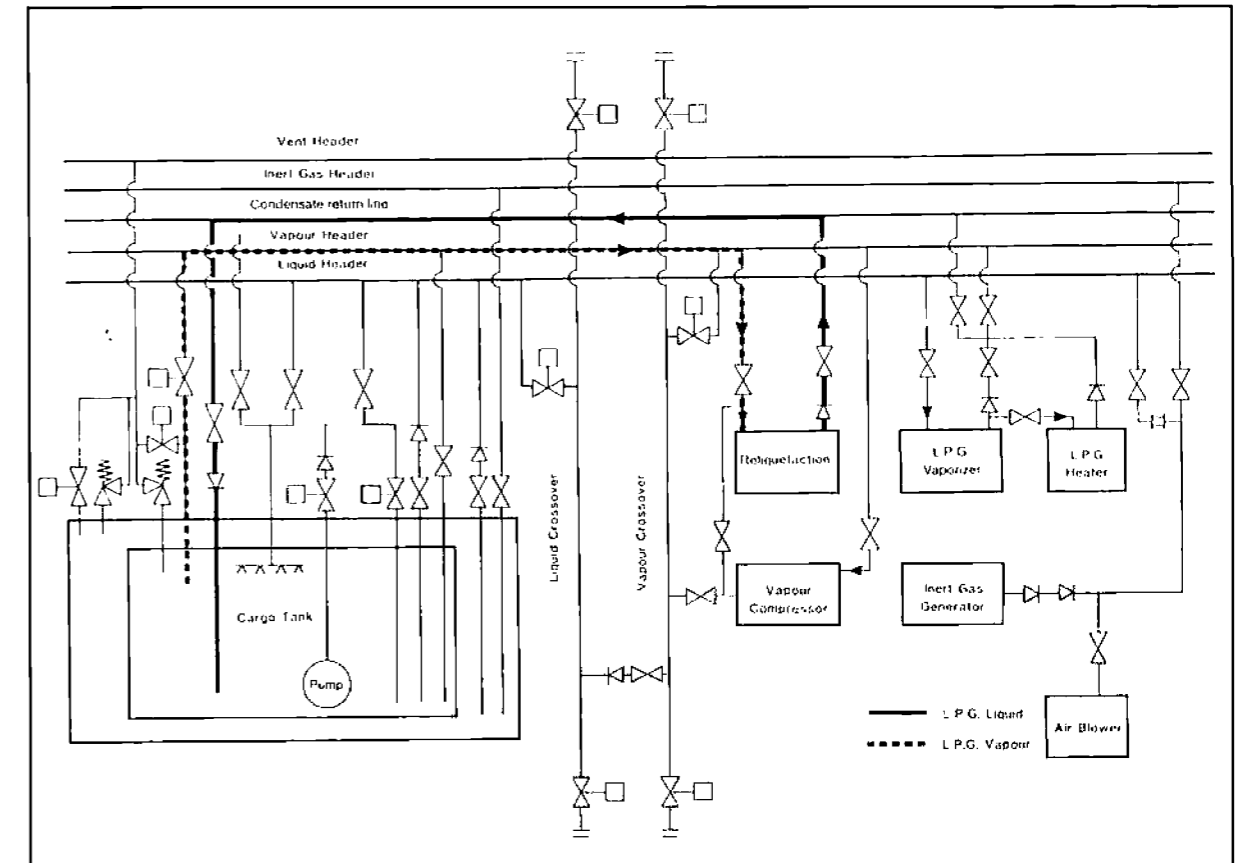 Vent Header
Inert Gas Header
Condensate return line
Vapour Header
Liquid Header
Liquid Crossover
Vapour Crossover
Reliquefaction
L.P.G.
Vaporizer
L.P.G.
Heater
Vapour
Compressor
Inert Gas
Generator
Cargo Tank
Pump
Air Blower
L.P.G. Liquid
L.P.G. Vapour